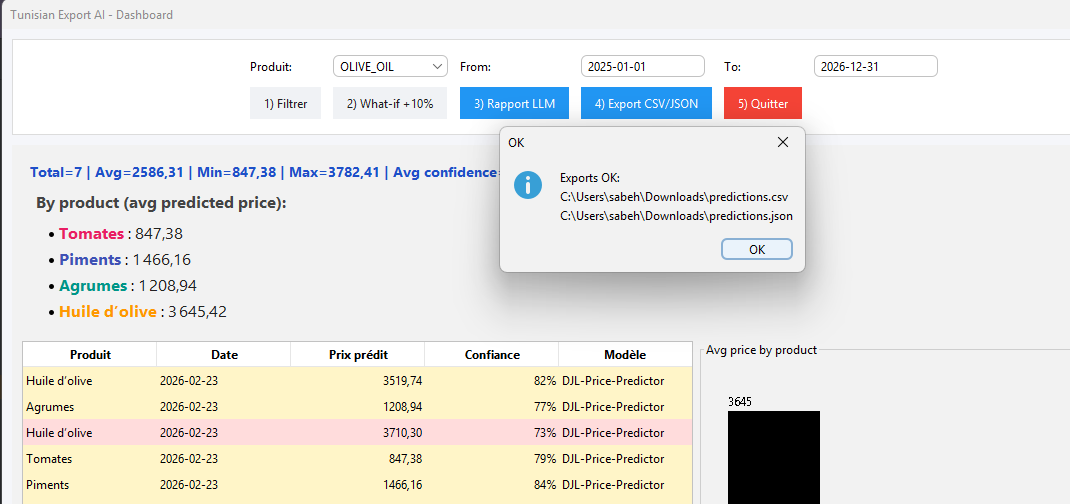 Tunisian Export AI - Dashboard
Produit: OLIVE_OIL From: 2025-01-01 To: 2026-12-31
1) Filtrer 2) What-if +10% 3) Rapport LLM 4) Export CSV/JSON 5) Quitter
OK
Total=7 | Avg=2586,31 | Min=847,38 | Max=3782,41 | Avg confidence
Exports OK:
C:\Users\sabeh\Downloads\predictions.csv
C:\Users\sabeh\Downloads\predictions.json
OK
By product (avg predicted price):
• Tomates : 847,38
• Piments : 1 466,16
• Agrumes : 1 208,94
• Huile d’olive : 3 645,42
Produit Date Prix prédit Confiance Modèle
Huile d’olive 2026-02-23 3519,74 82% DJL-Price-Predictor
Agrumes 2026-02-23 1208,94 77% DJL-Price-Predictor
Huile d’olive 2026-02-23 3710,30 73% DJL-Price-Predictor
Tomates 2026-02-23 847,38 79% DJL-Price-Predictor
Piments 2026-02-23 1466,16 84% DJL-Price-Predictor
Avg price by product
3645